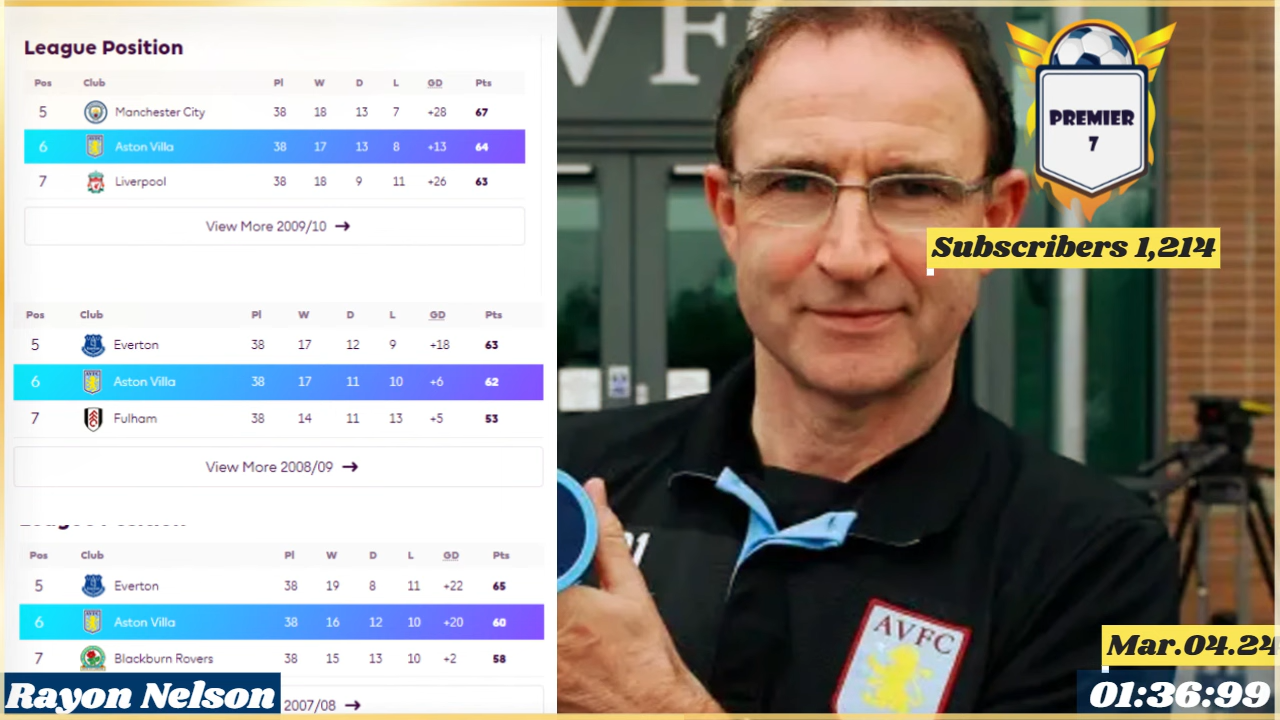 League Position
Pos Club Pl W D L GD Pts
5 Manchester City 38 18 13 7 +28 67
6 Aston Villa 38 17 13 8 +13 64
7 Liverpool 38 18 9 11 +26 63
View More 2009/10 →
Pos Club Pl W D L GD Pts
5 Everton 38 17 12 9 +18 63
6 Aston Villa 38 17 11 10 +6 62
7 Fulham 38 14 11 13 +5 53
View More 2008/09 →
Pos Club Pl W D L GD Pts
5 Everton 38 19 8 11 +22 65
6 Aston Villa 38 16 12 10 +20 60
7 Blackburn Rovers 38 15 13 10 +2 58
2007/08 →
Rayon Nelson
VF
PREMIER
7
Subscribers 1,214
AVFC
Mar.04.24
01:36:99